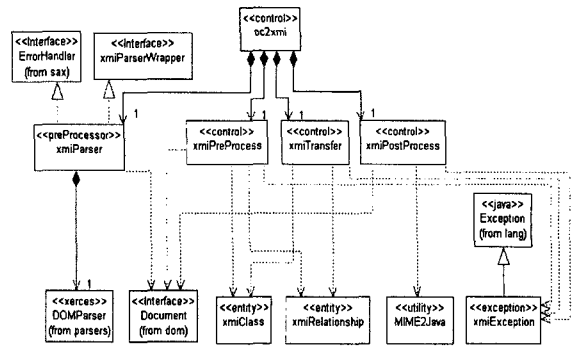 <<control>>
oc2xmi
<<Interface>>
ErrorHandler
(from sax)
<<Interface>>
xmiParserWrapper
1
1
1
1
<<preProcessor>>
xmiParser
<<control>>
xmiPreProcess
<<control>>
xmiTransfer
<<control>>
xmiPostProcess
<<java>>
Exception
(from lang)
1
<<xerces>>
DOMParser
(from parsers)
<<Interface>>
Document
(from dom)
<<entity>>
xmiClass
<<entity>>
xmiRelationship
<<utility>>
MIME2Java
<<exception>>
xmiException